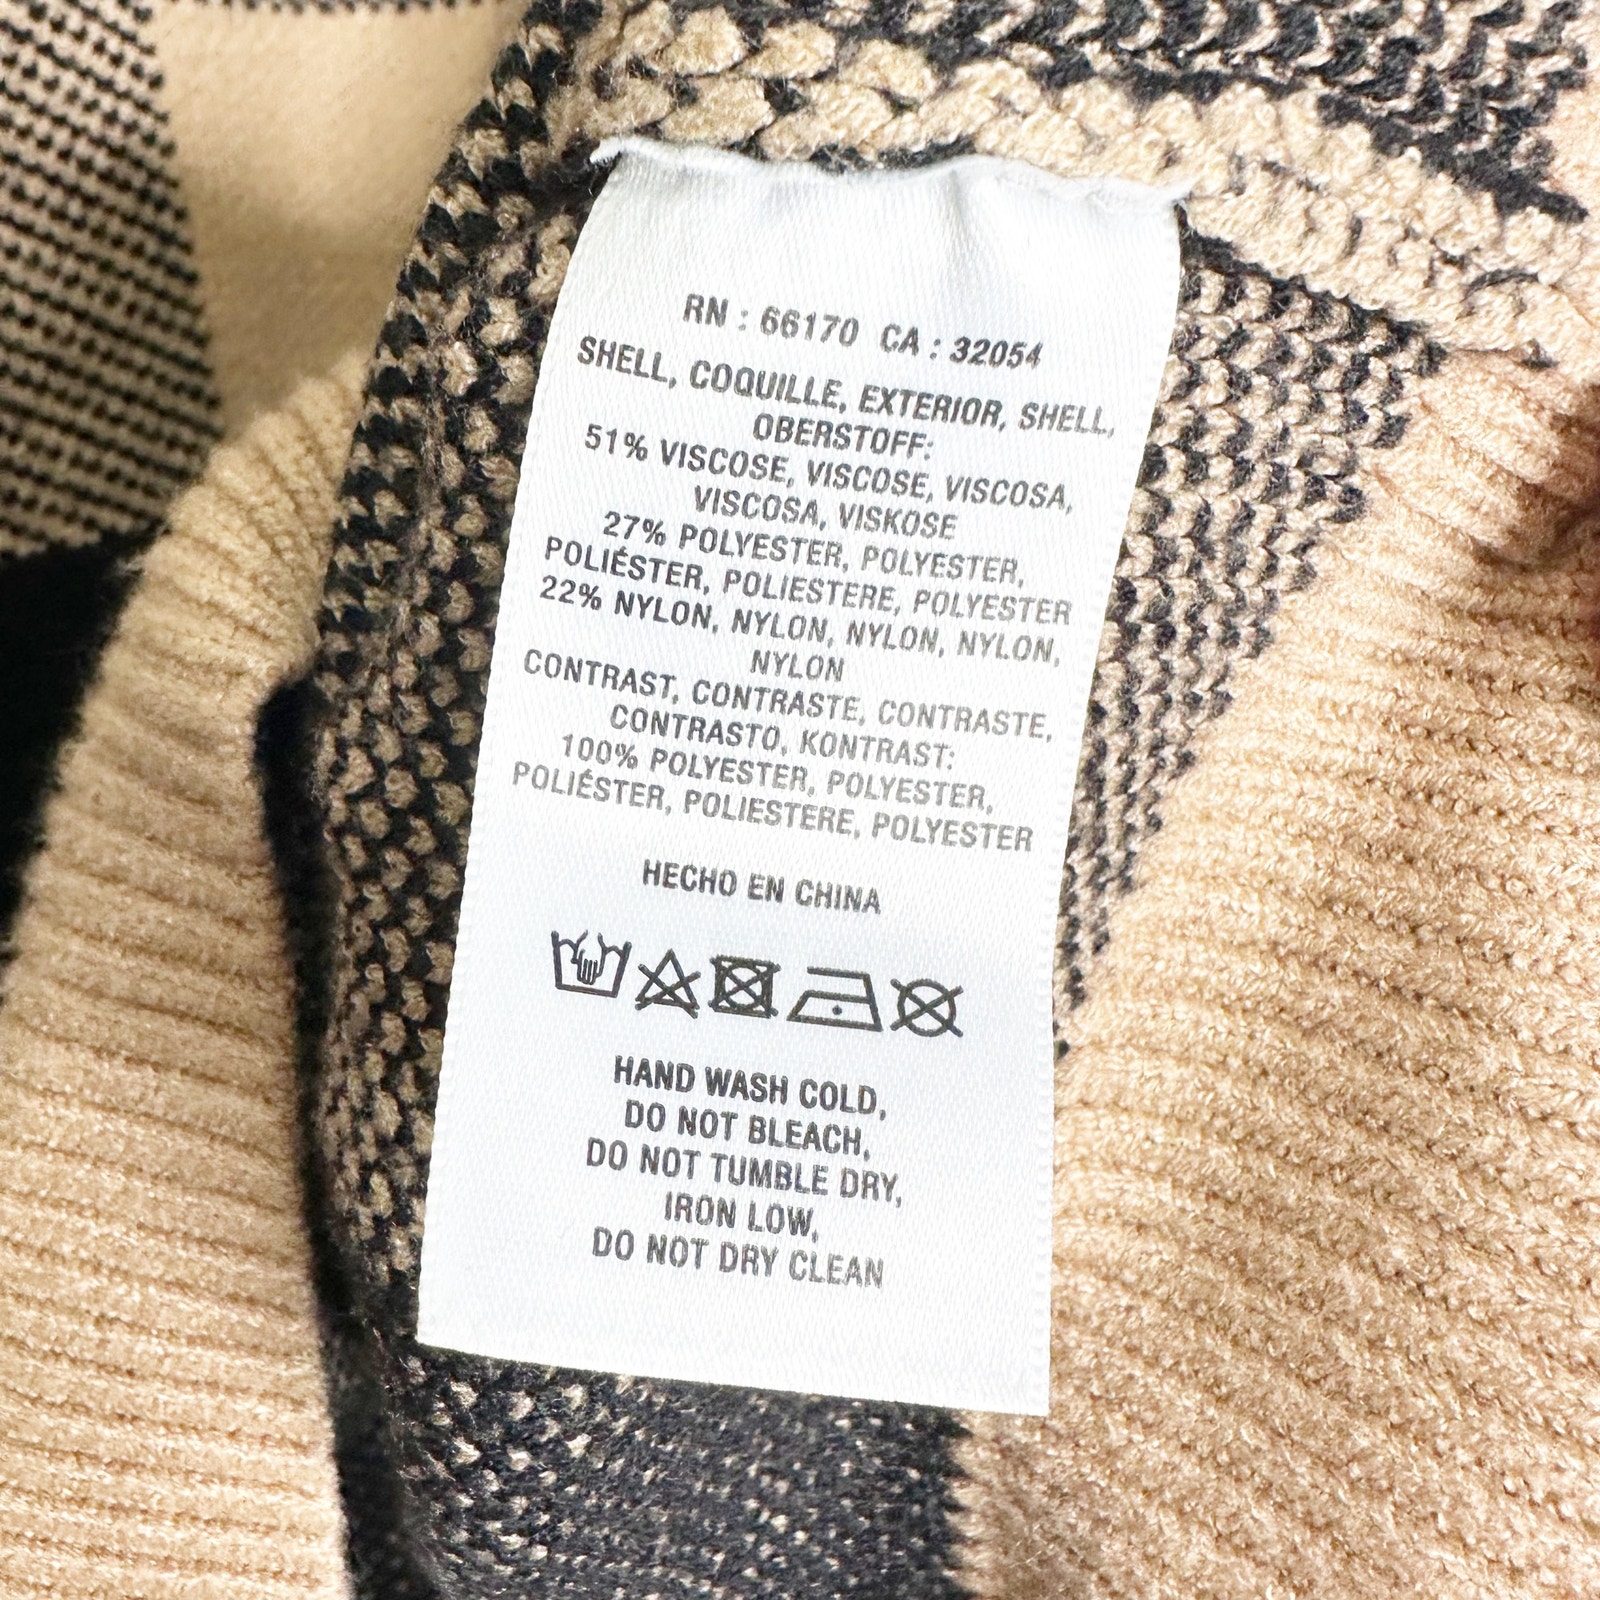 RN : 66170 CA : 32054
SHELL, COQUILLE, EXTERIOR, SHELL,
OBERSTOFF:
51% VISCOSE, VISCOSE, VISCOSA,
VISCOSA, VISKOSE
27% POLYESTER, POLYESTER,
POLIÉSTER, POLIESTERE, POLYESTER
22% NYLON, NYLON, NYLON, NYLON,
NYLON
CONTRAST, CONTRASTE, CONTRASTE,
CONTRASTO, KONTRAST:
100% POLYESTER, POLYESTER,
POLIÉSTER, POLIESTERE, POLYESTER
HECHO EN CHINA
HAND WASH COLD,
DO NOT BLEACH,
DO NOT TUMBLE DRY,
IRON LOW,
DO NOT DRY CLEAN